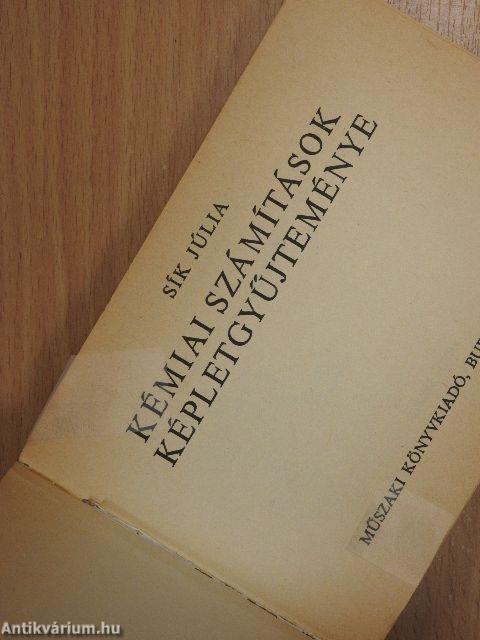 SÍK JÚLIA
KÉMIAI SZÁMÍTÁSOK
KÉPLETGYŰJTEMÉNYE
MŰSZAKI KÖNYVKIADÓ,
Antikvárium.hu